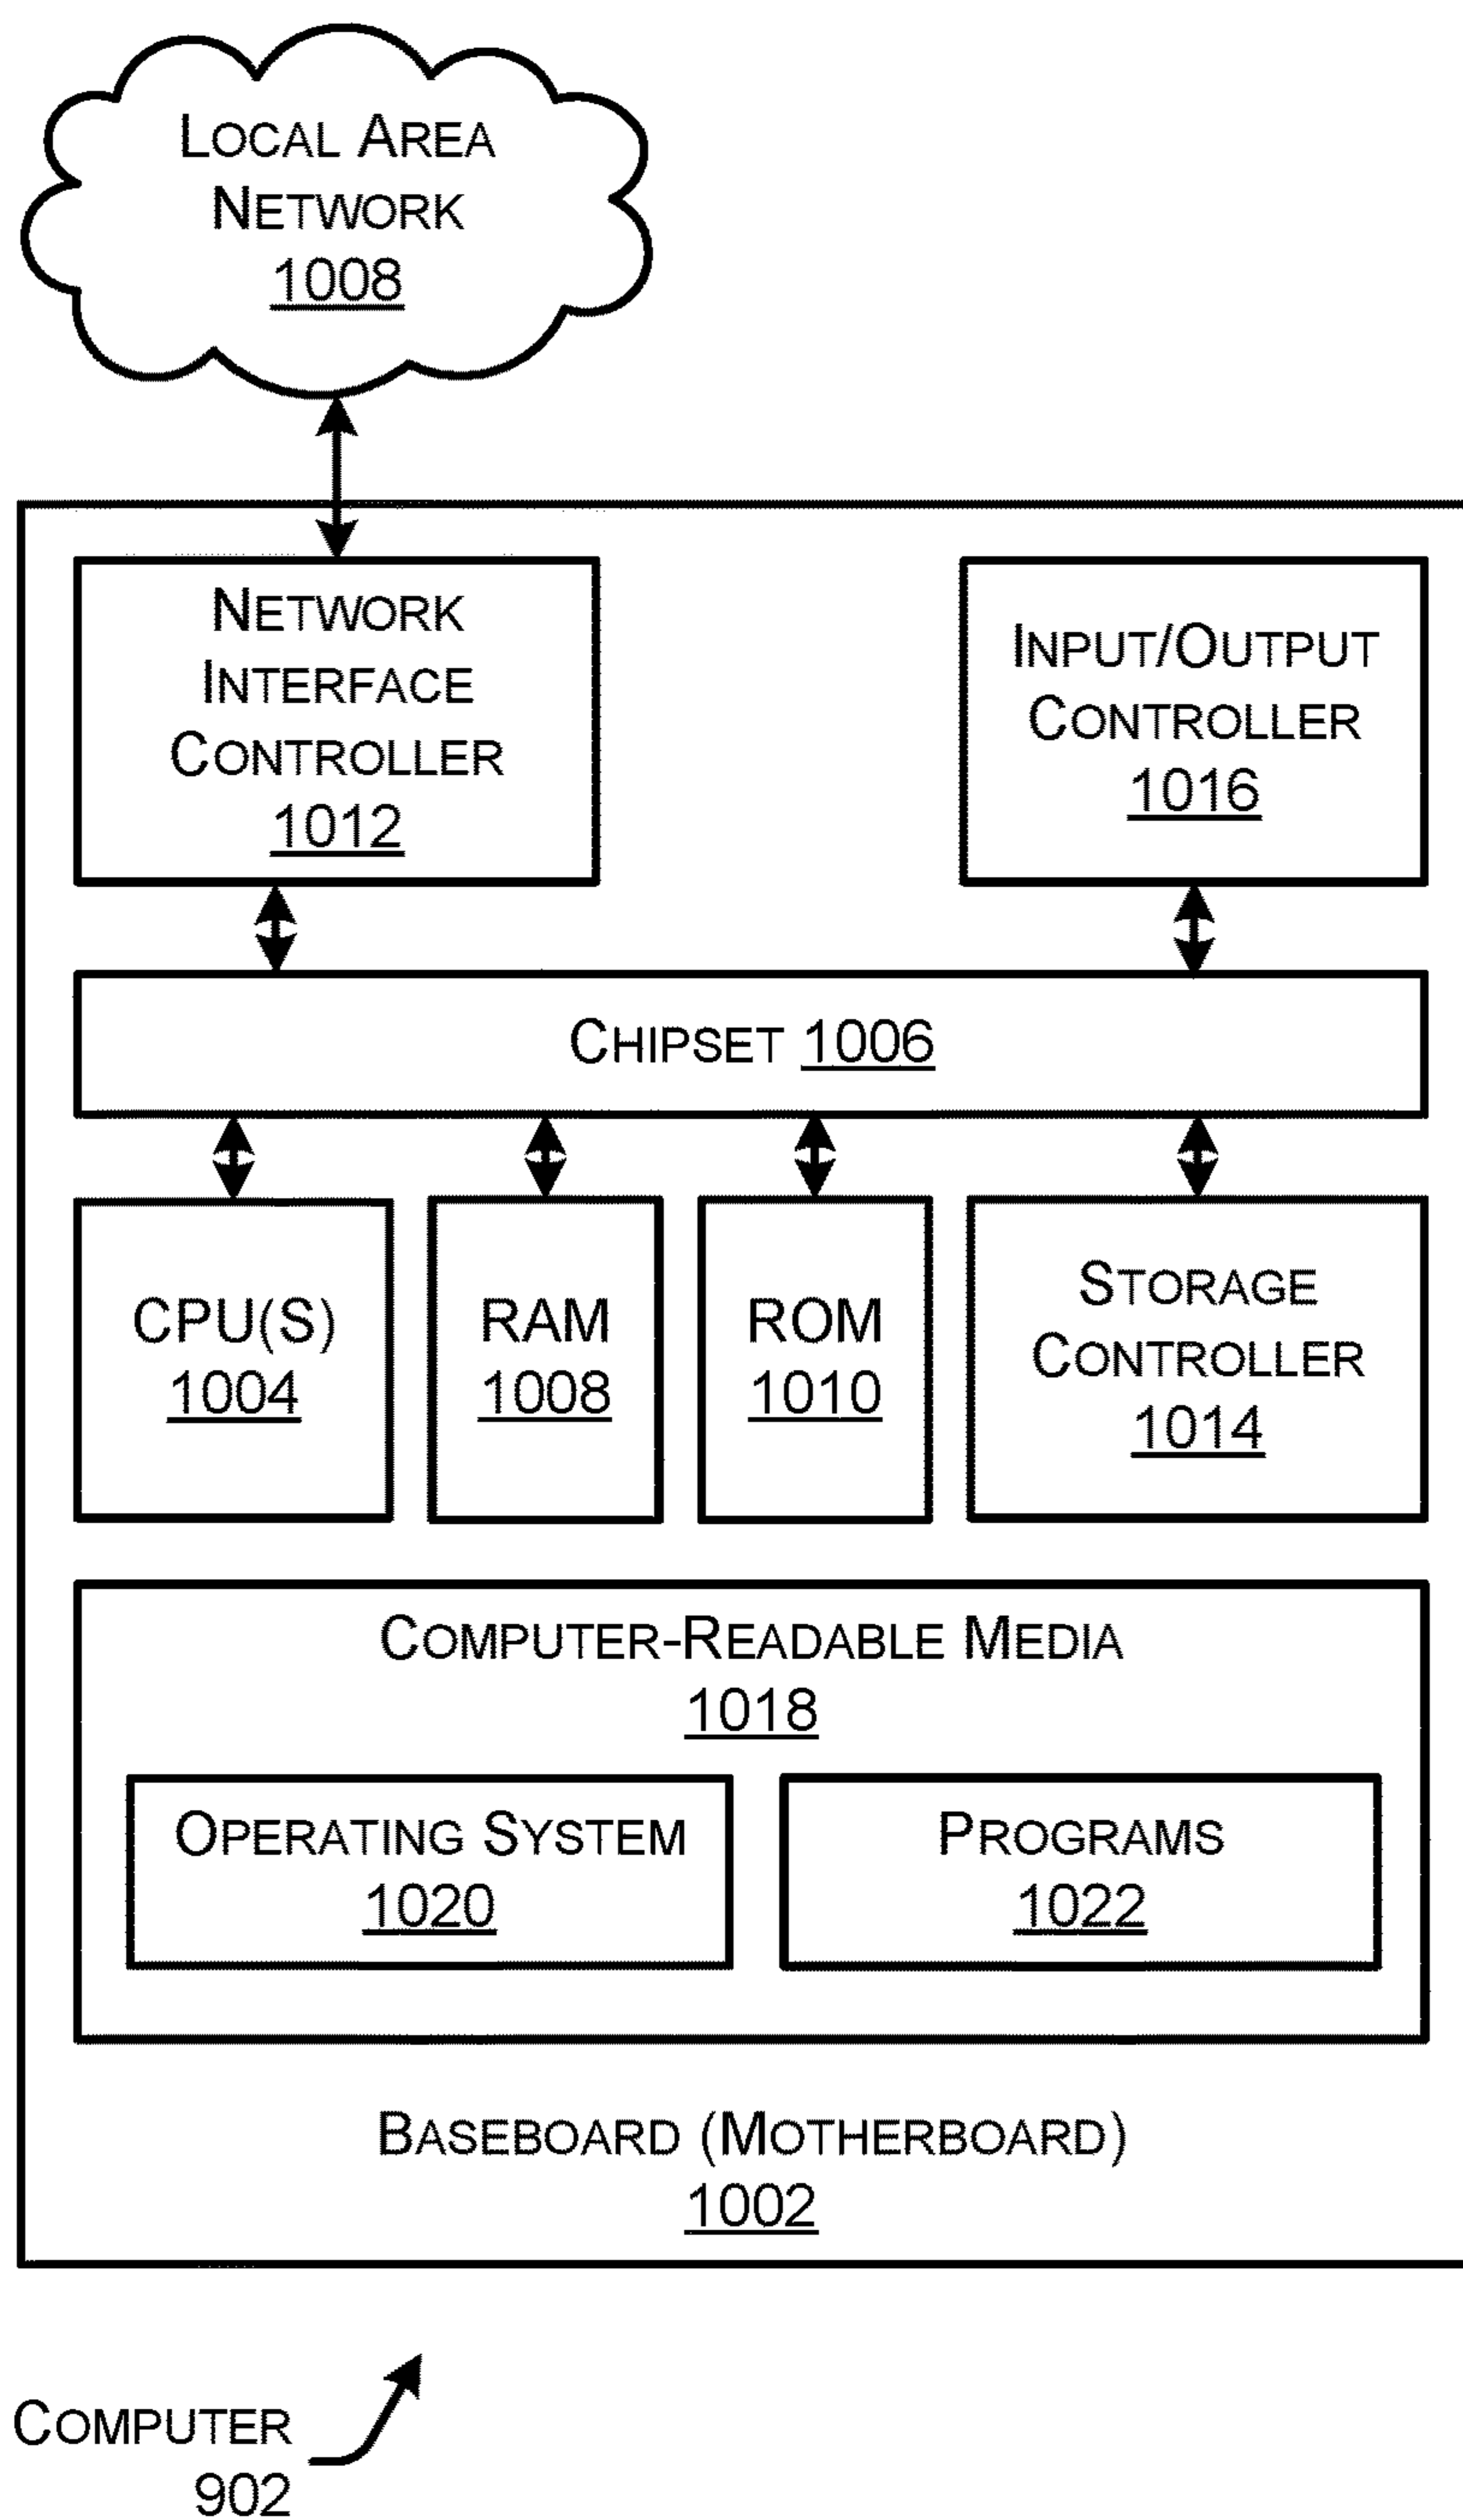 LOCAL AREA
NETWORK
1008
NETWORK
INTERFACE
CONTROLLER
1012
INPUT/OUTPUT
CONTROLLER
1016
CHIPSET 1006
CPU(S)
1004
RAM
1008
ROM
1010
STORAGE
CONTROLLER
1014
COMPUTER-READABLE MEDIA
1018
OPERATING SYSTEM
1020
PROGRAMS
1022
BASEBOARD (MOTHERBOARD)
1002
COMPUTER
902